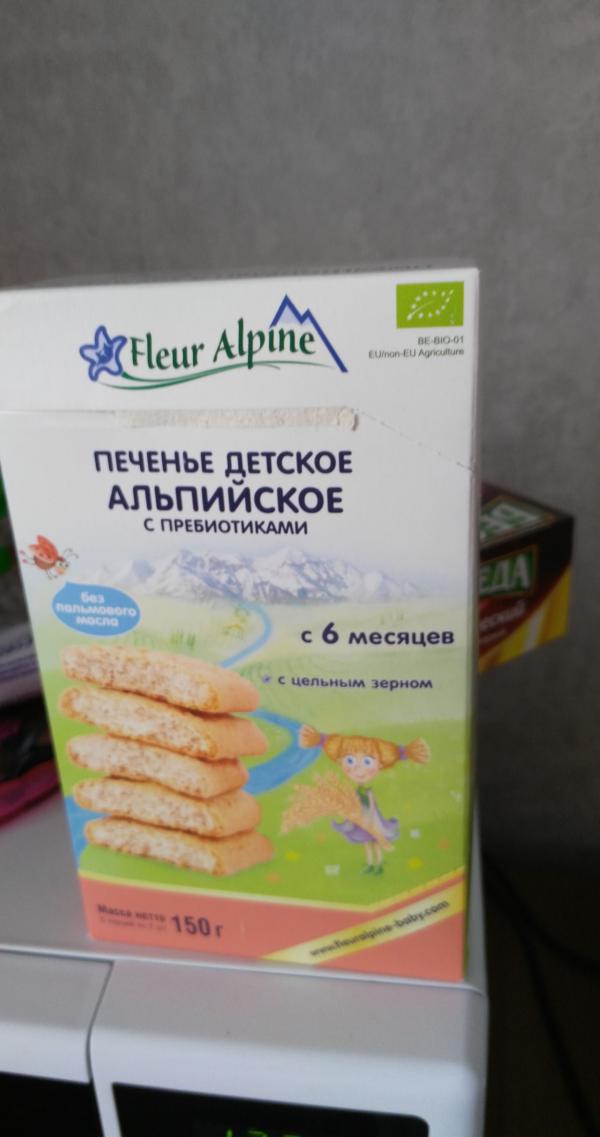 Fleur Alpine
BE-BIO-01
EU/non-EU Agriculture
ПЕЧЕНЬЕ ДЕТСКОЕ
АЛЬПИЙСКОЕ
С ПРЕБИОТИКАМИ
без
пальмового
масла
с 6 месяцев
с цельным зерном
Масса нетто
150 г
www.fleuralpine-baby.com
ЕДА